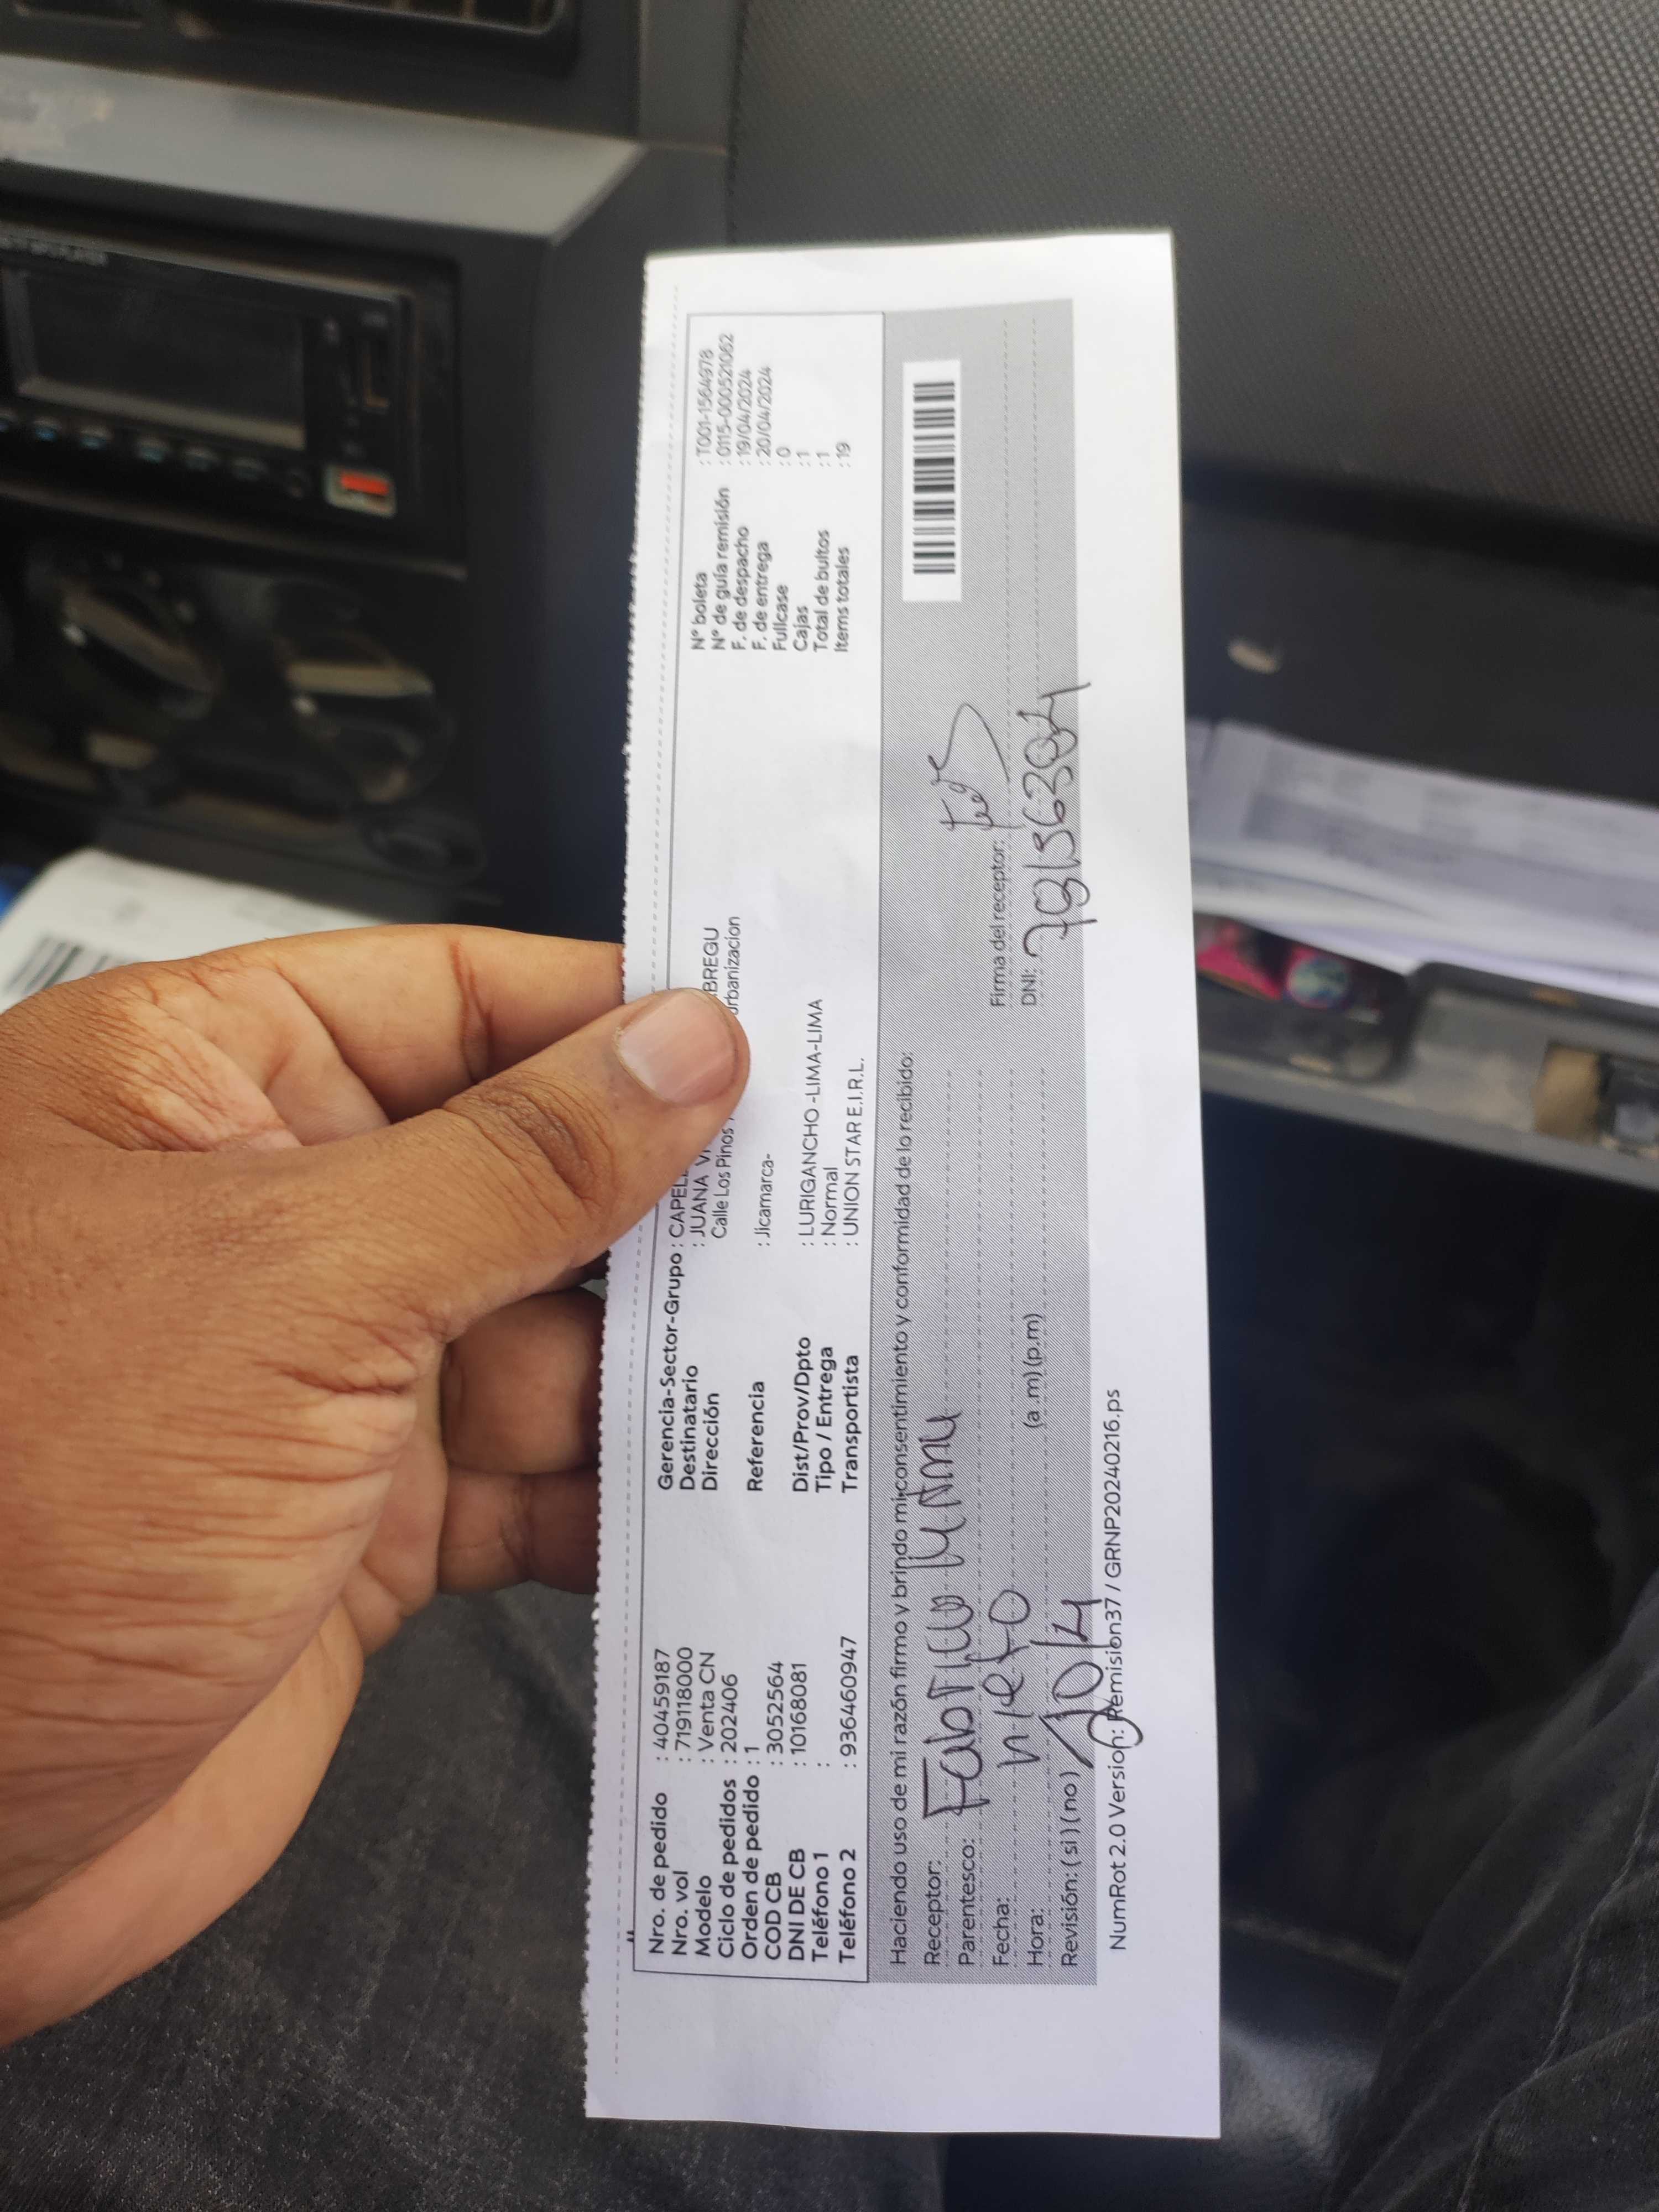 Nro. de pedido : 40459187
Nro. vol : 719118000
Modelo : Venta CN
Ciclo de pedidos : 202406
Orden de pedido : 1
COD CB : 3052564
DNI DE CB : 10168081
Teléfono 1 :
Teléfono 2 : 936460947
Gerencia-Sector-Grupo : CAPEL
Destinatario : JUANA BREGU
Dirección Calle Los Pinos urbanizacion
Referencia : Jicamarca-
Dist/Prov/Dpto : LURIGANCHO -LIMA-LIMA
Tipo / Entrega : Normal
Transportista : UNION STAR E.I.R.L.
N° boleta : T001-1564978
N° de guía remisión : 0115-000521062
F. de despacho : 19/04/2024
F. de entrega : 20/04/2024
Fullcase : 0
Cajas : 1
Total de bultos : 1
Items totales : 19
Haciendo uso de mi razón firmo y brindo mi consentimiento y conformidad de lo recibido:
Receptor: Fabricio
Parentesco: nieto
Fecha: 20/4
Hora: (a .m) (p.m)
Revisión: ( si ) ( no )
Firma del receptor:
DNI:
NumRot 2.0 Version: Remision37 / GRNP20240216.ps